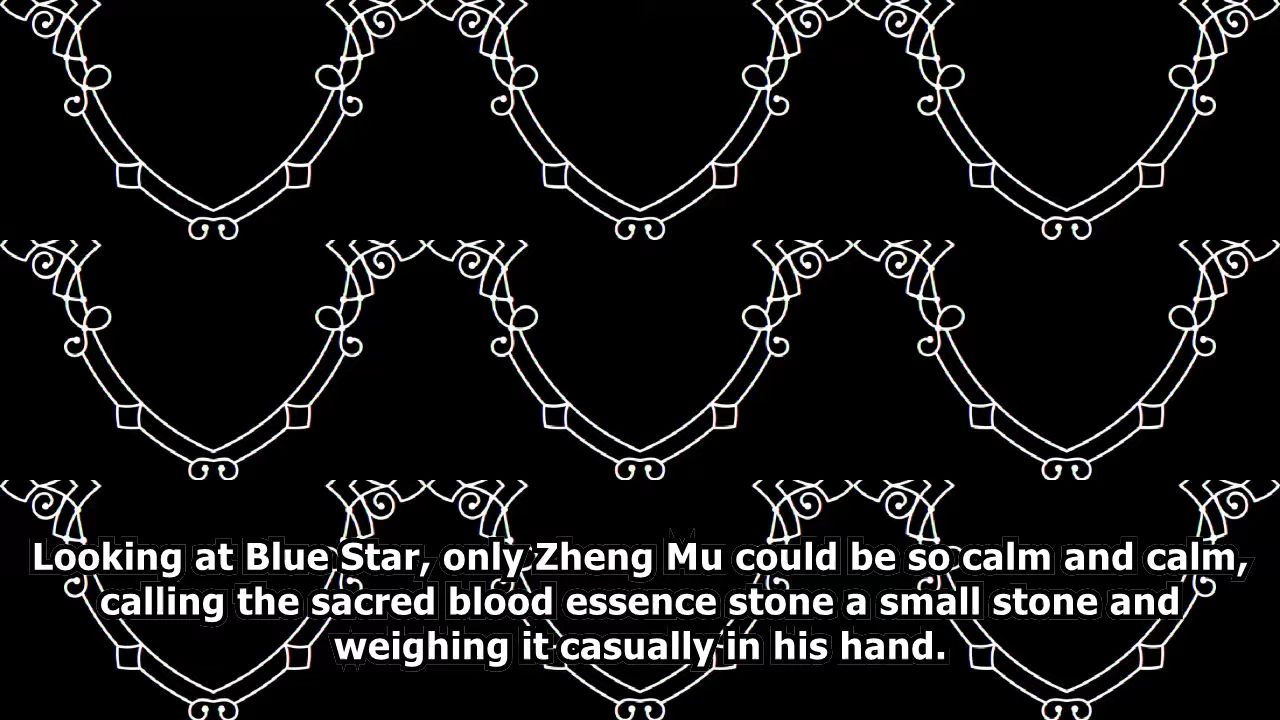 Looking at Blue Star, only Zheng Mu could be so calm and calm,
calling the sacred blood essence stone a small stone and
weighing it casually in his hand.